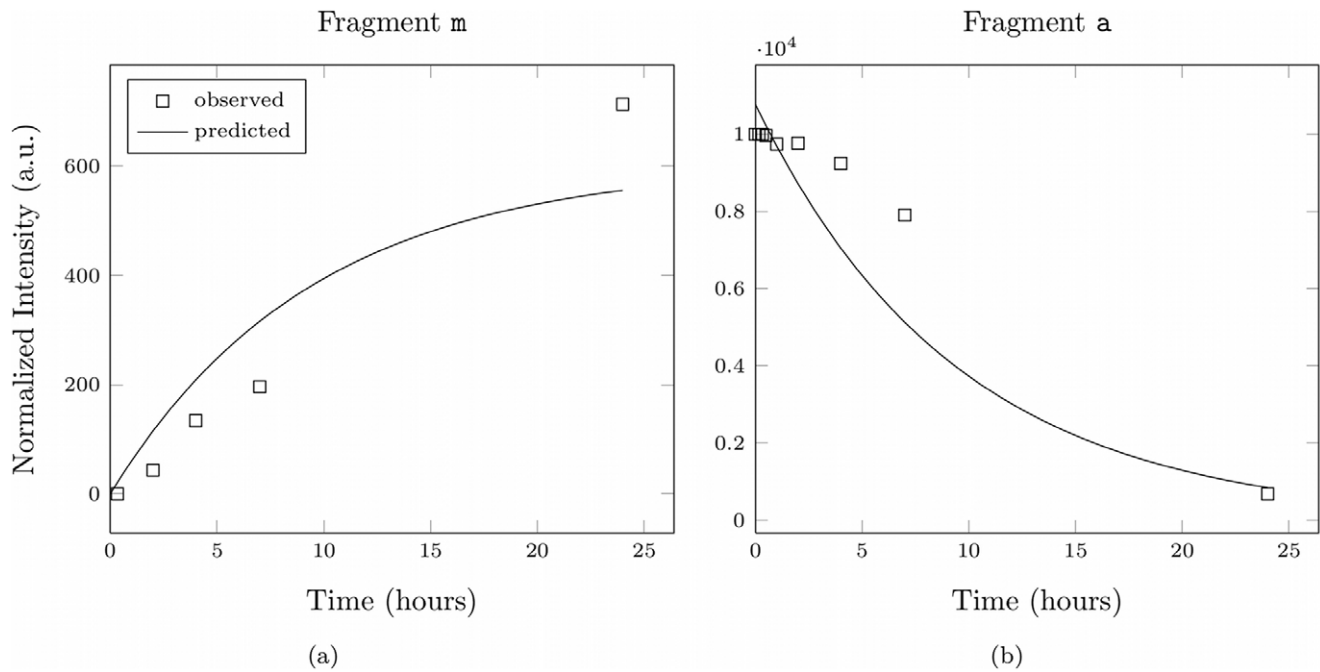 Fragment m
Normalized Intensity (a.u.)
observed
predicted
600
400
200
0
0 5 10 15 20 25
Time (hours)
(a)
Fragment a
·10⁴
1
0.8
0.6
0.4
0.2
0
0 5 10 15 20 25
Time (hours)
(b)